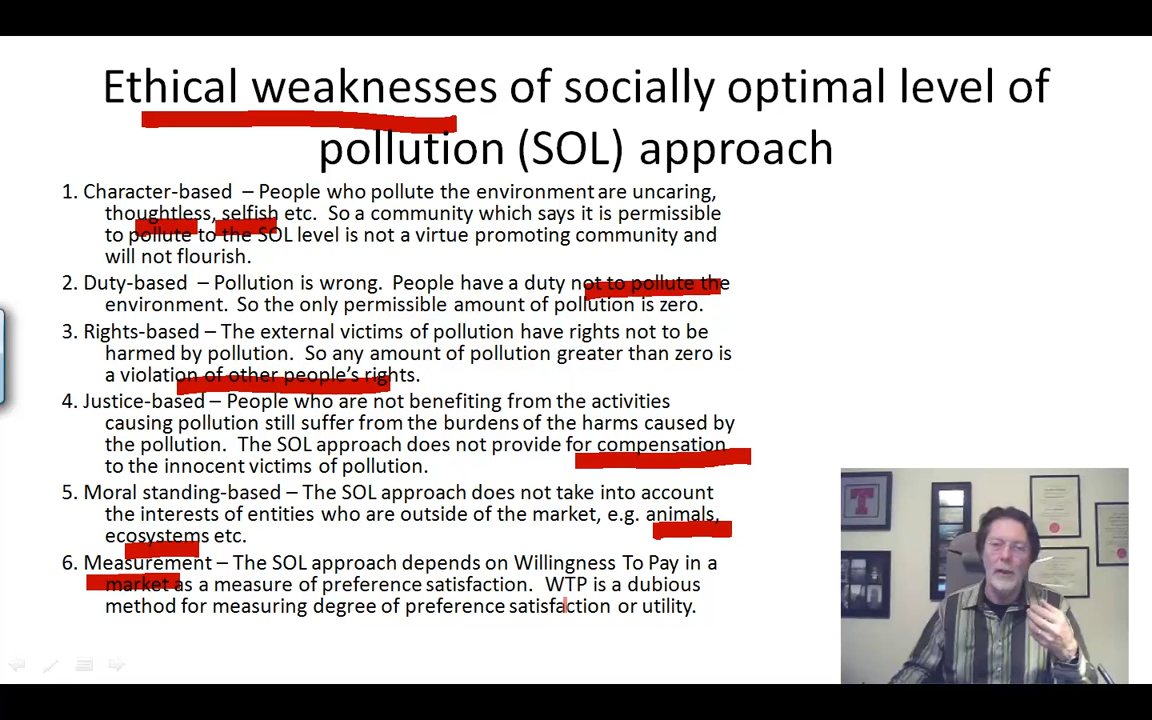 Ethical weaknesses of socially optimal level of
pollution (SOL) approach
1. Character-based – People who pollute the environment are uncaring,
thoughtless, selfish etc. So a community which says it is permissible
to pollute to the SOL level is not a virtue promoting community and
will not flourish.
2. Duty-based – Pollution is wrong. People have a duty not to pollute the
environment. So the only permissible amount of pollution is zero.
3. Rights-based – The external victims of pollution have rights not to be
harmed by pollution. So any amount of pollution greater than zero is
a violation of other people's rights.
4. Justice-based – People who are not benefiting from the activities
causing pollution still suffer from the burdens of the harms caused by
the pollution. The SOL approach does not provide for compensation
to the innocent victims of pollution.
5. Moral standing-based – The SOL approach does not take into account
the interests of entities who are outside of the market, e.g. animals,
ecosystems etc.
6. Measurement – The SOL approach depends on Willingness To Pay in a
market as a measure of preference satisfaction. WTP is a dubious
method for measuring degree of preference satisfaction or utility.
T